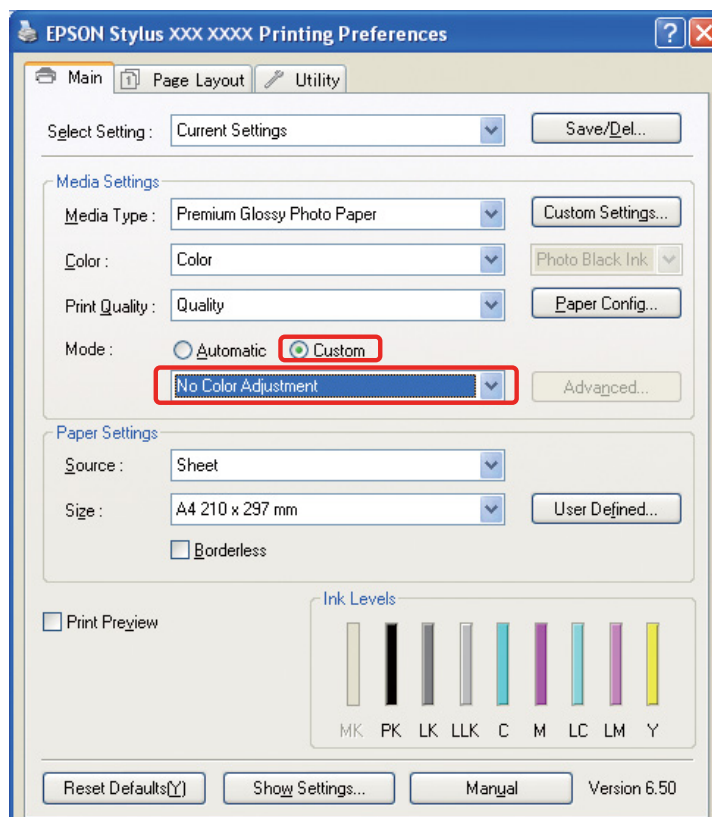 EPSON Stylus XXX XXXX Printing Preferences
Main
Page Layout
Utility
Select Setting :
Current Settings
Save/Del...
Media Settings
Media Type :
Premium Glossy Photo Paper
Custom Settings...
Color :
Color
Photo Black Ink
Print Quality :
Quality
Paper Config...
Mode :
Automatic
Custom
No Color Adjustment
Advanced...
Paper Settings
Source :
Sheet
Size :
A4 210 x 297 mm
User Defined...
Borderless
Print Preview
Ink Levels
MK PK LK LLK C M LC LM Y
Reset Defaults(Y)
Show Settings...
Manual
Version 6.50